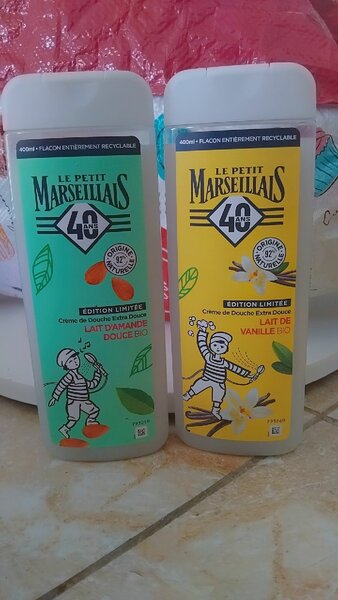 400ml • FLACON ENTIÈREMENT RECYCLABLE
LE PETIT
MARSEILLAIS
40
ANS
ORIGINE
92%
NATURELLE
ÉDITION LIMITÉE
Crème de Douche Extra Douce
LAIT D'AMANDE
DOUCE BIO
400ml • FLACON ENTIÈREMENT RECYCLABLE
LE PETIT
MARSEILLAIS
40
ANS
ORIGINE
92%
NATURELLE
ÉDITION LIMITÉE
Crème de Douche Extra Douce
LAIT DE
VANILLE BIO